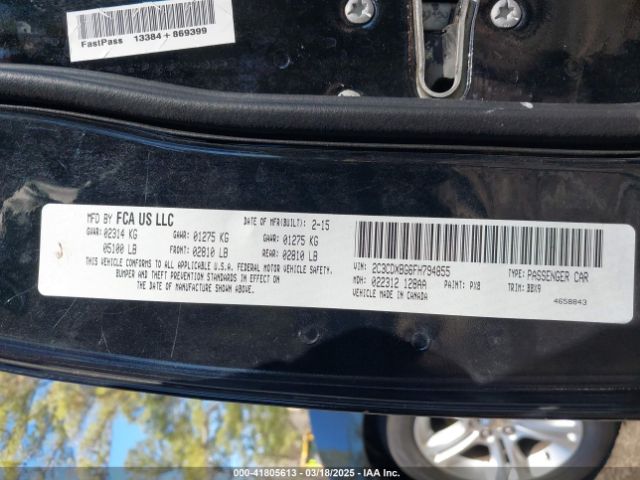 FastPass 13384 + 869399
MFD BY FCA US LLC
DATE OF MFR(BUILT): 2-15
GVWR: 02314 KG GAWR: 01275 KG GAWR: 01275 KG
05100 LB FRONT: 02810 LB REAR: 02810 LB
THIS VEHICLE CONFORMS TO ALL APPLICABLE U.S.A. FEDERAL MOTOR VEHICLE SAFETY,
BUMPER AND THEFT PREVENTION STANDARDS IN EFFECT ON
THE DATE OF MANUFACTURE SHOWN ABOVE.
VIN: 2C3CDXBG6FH794855 TYPE: PASSENGER CAR
MDH: 022312 128AA PAINT: PX8 TRIM: BBX9
VEHICLE MADE IN CANADA
4658843
000-41805613 - 03/18/2025 - IAA Inc.